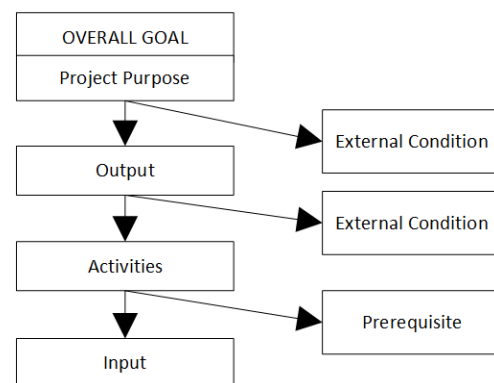 OVERALL GOAL
Project Purpose
External Condition
Output
External Condition
Activities
Prerequisite
Input